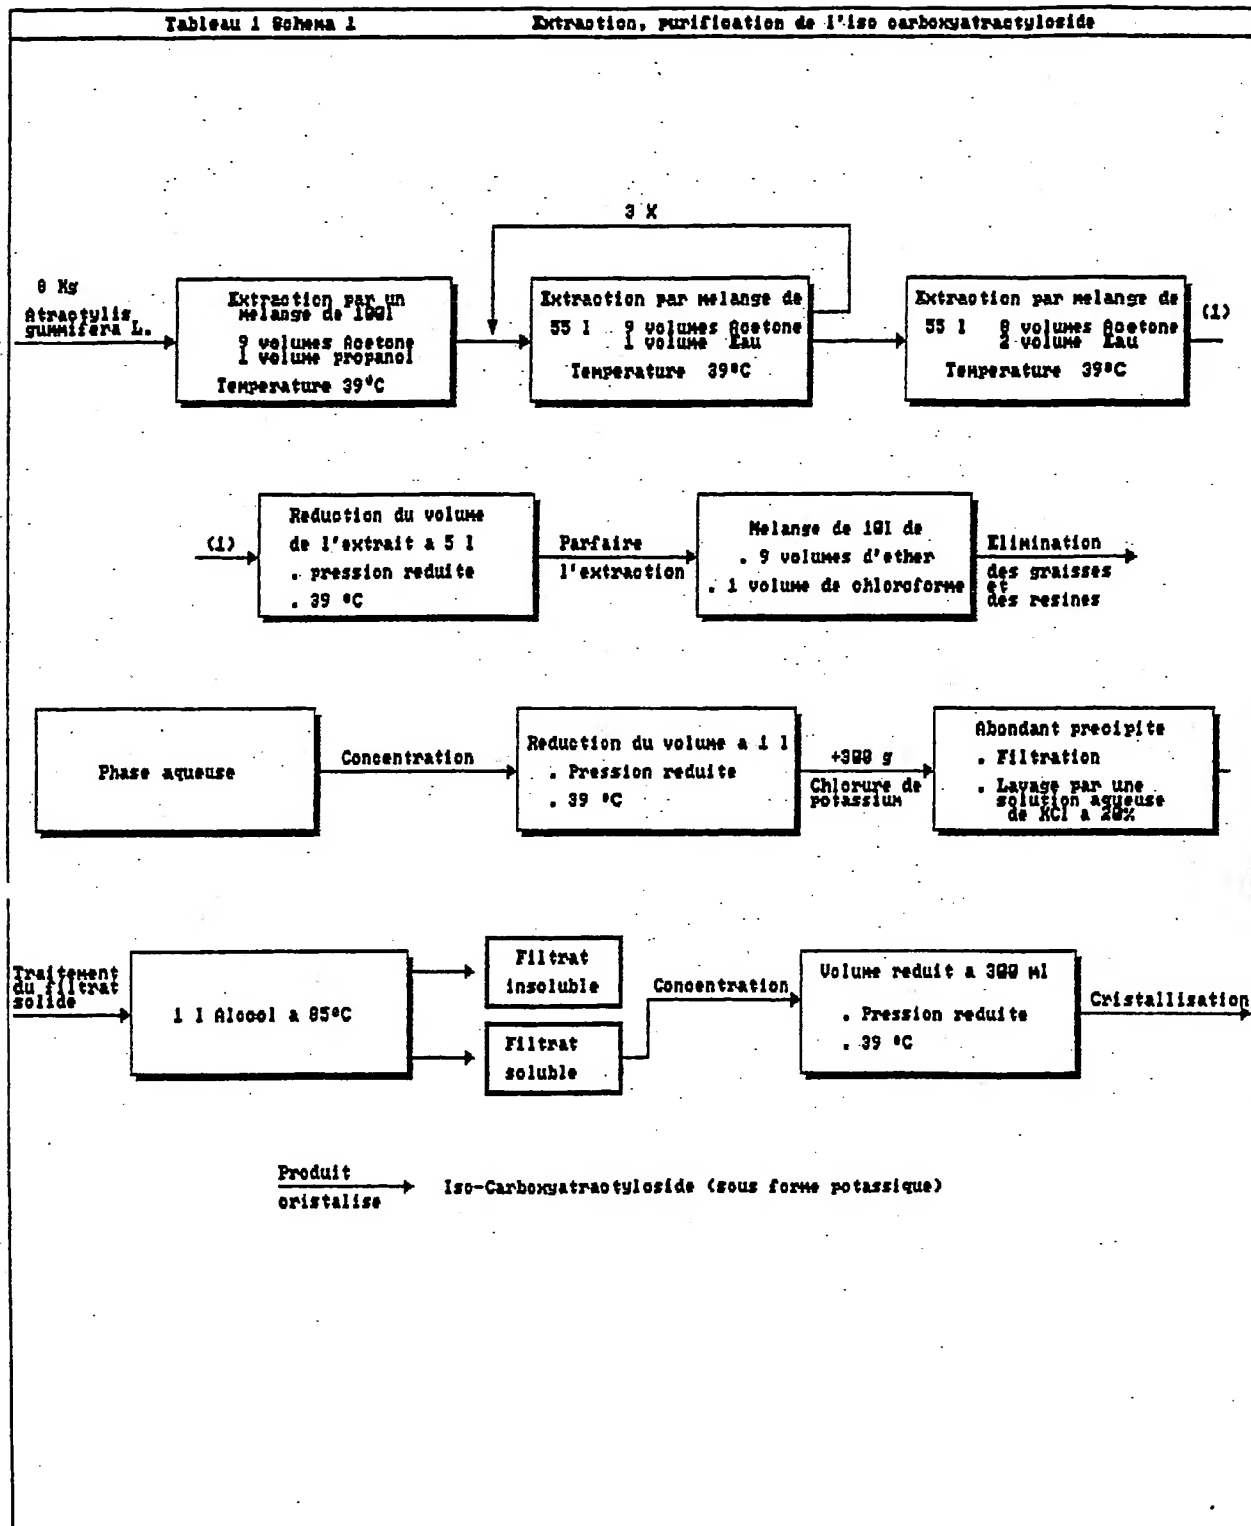 Tableau 1 Schema 1 Extraction, purification de l'iso carboxyatractyloside
3 X
8 Kg
Atractylis
gummifera L.
Extraction par un
melange de 100l
9 volumes Acetone
1 volume propanol
Temperature 39°C
Extraction par melange de
55 l 9 volumes Acetone
1 volume Eau
Temperature 39°C
Extraction par melange de
55 l 8 volumes Acetone
2 volume Eau
Temperature 39°C
(1)
(1)
Reduction du volume
de l'extrait a 5 l
. pression reduite
. 39 °C
Parfaire
l'extraction
Melange de 10l de
. 9 volumes d'ether
. 1 volume de chloroforme
Elimination
des graisses
et
des resines
Phase aqueuse
Concentration
Reduction du volume a 1 l
. Pression reduite
. 39 °C
+300 g
Chlorure de
potassium
Abondant precipite
. Filtration
. Lavage par une
solution aqueuse
de KCl a 20%
Traitement
du filtrat
solide
1 l Alcool a 85°C
Filtrat
insoluble
Filtrat
soluble
Concentration
Volume reduit a 300 ml
. Pression reduite
. 39 °C
Cristallisation
Produit
cristalise
Iso-Carboxyatractyloside (sous forme potassique)